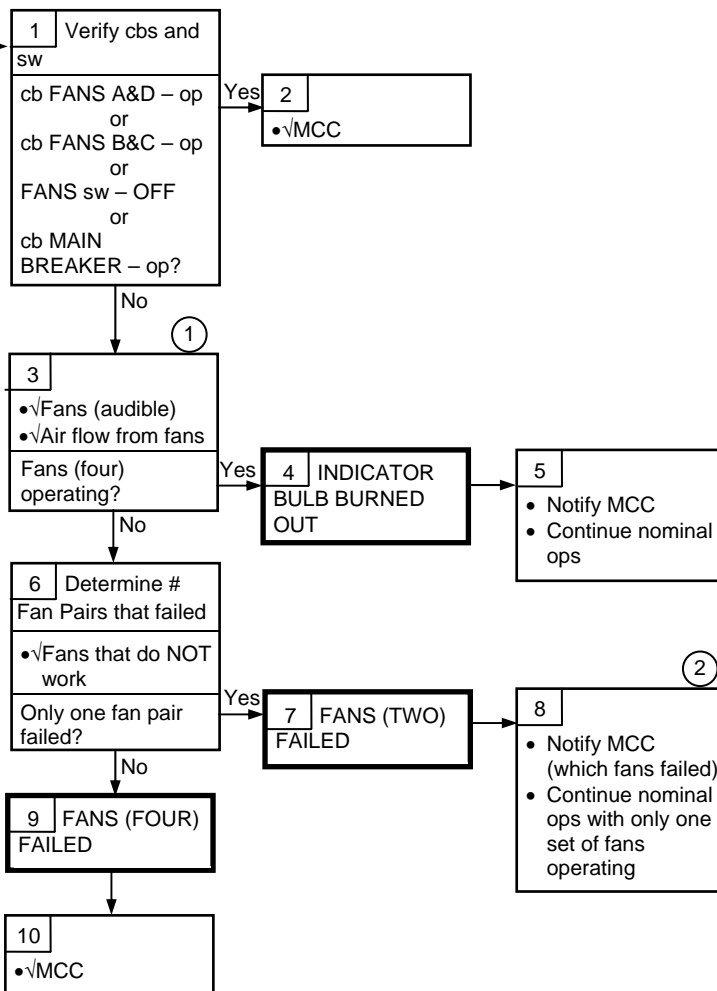 1 Verify cbs and
sw
cb FANS A&D – op
or
cb FANS B&C – op
or
FANS sw – OFF
or
cb MAIN
BREAKER – op?
Yes
2
•√MCC
No
1
3
•√Fans (audible)
•√Air flow from fans
Fans (four)
operating?
Yes
4 INDICATOR
BULB BURNED
OUT
5
• Notify MCC
• Continue nominal
ops
No
6 Determine #
Fan Pairs that failed
•√Fans that do NOT
work
Only one fan pair
failed?
Yes
7 FANS (TWO)
FAILED
2
8
• Notify MCC
(which fans failed)
• Continue nominal
ops with only one
set of fans
operating
No
9 FANS (FOUR)
FAILED
10
•√MCC